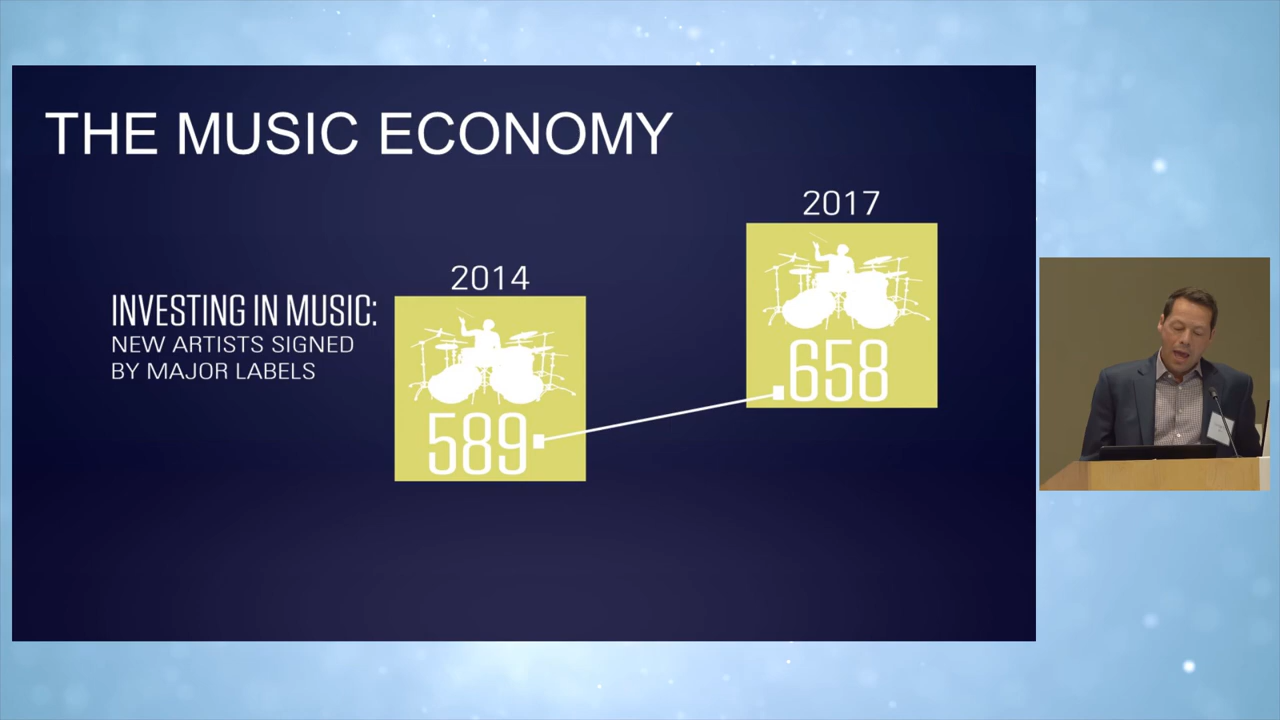 THE MUSIC ECONOMY
2017
2014
INVESTING IN MUSIC:
NEW ARTISTS SIGNED
BY MAJOR LABELS
658
589